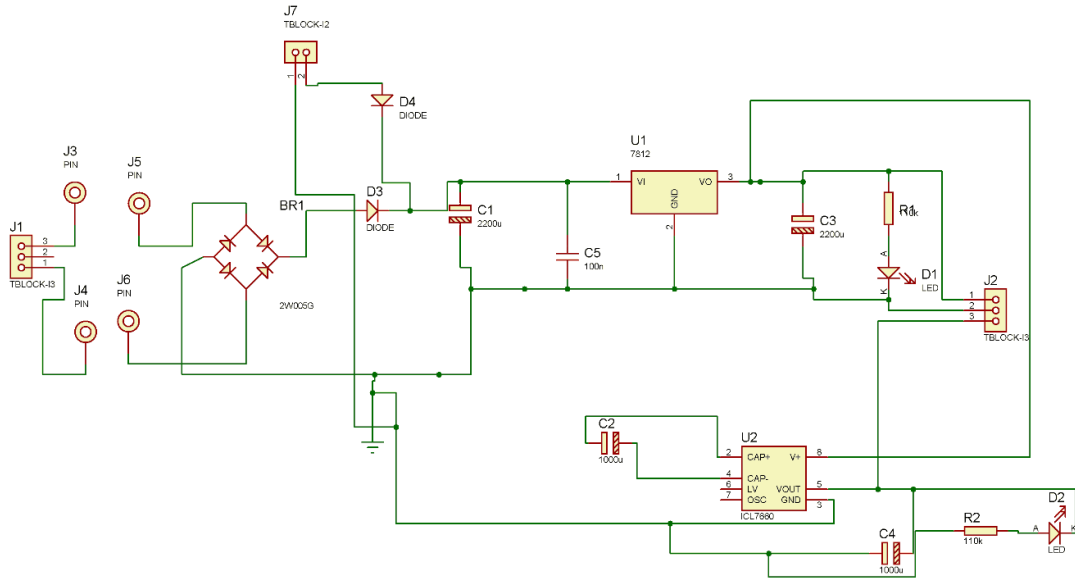 J7
TBLOCK-I2
1
2
D4
DIODE
U1
7812
1
VI
VO
3
GND
2
J3
PIN
J5
PIN
D3
DIODE
BR1
2W005G
C1
2200u
C5
100n
C3
2200u
R1
A
K
D1
LED
J1
3
2
1
TBLOCK-I3
J4
PIN
J6
PIN
J2
1
2
3
TBLOCK-I3
C2
1000u
U2
2
CAP+
V+
8
4
CAP-
6
LV
VOUT
5
7
OSC
GND
3
ICL7660
C4
1000u
R2
110k
D2
A
K
LED